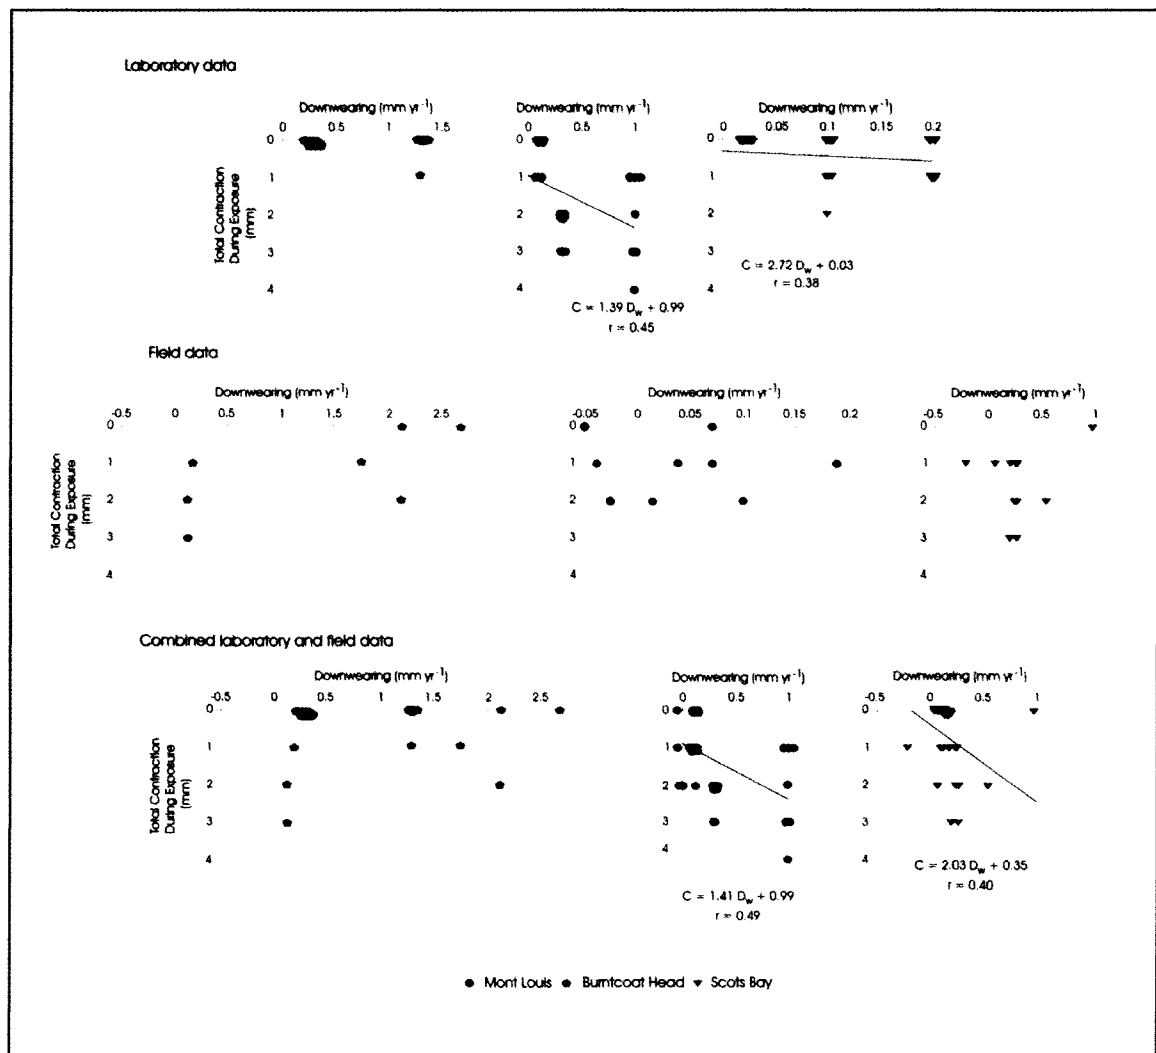 Laboratory data
Downwearing (mm yr⁻¹)
0 0.5 1 1.5
0
1
2
3
4
Total Contraction
During Exposure
(mm)
Downwearing (mm yr⁻¹)
0 0.5 1
0
1
2
3
4
C = 1.39 Dw + 0.99
r = 0.45
Downwearing (mm yr⁻¹)
0 0.05 0.1 0.15 0.2
0
1
2
3
4
C = 2.72 Dw + 0.03
r = 0.38
Field data
Downwearing (mm yr⁻¹)
-0.5 0 0.5 1 1.5 2 2.5
0
1
2
3
4
Total Contraction
During Exposure
(mm)
Downwearing (mm yr⁻¹)
-0.05 0 0.05 0.1 0.15 0.2
0
1
2
3
4
Downwearing (mm yr⁻¹)
-0.5 0 0.5 1
0
1
2
3
4
Combined laboratory and field data
Downwearing (mm yr⁻¹)
-0.5 0 0.5 1 1.5 2 2.5
0
1
2
3
4
Total Contraction
During Exposure
(mm)
Downwearing (mm yr⁻¹)
0 0.5 1
0
1
2
3
4
C = 1.41 Dw + 0.99
r = 0.49
Downwearing (mm yr⁻¹)
-0.5 0 0.5 1
0
1
2
3
4
C = 2.03 Dw + 0.35
r = 0.40
Mont Louis Burntcoat Head Scots Bay